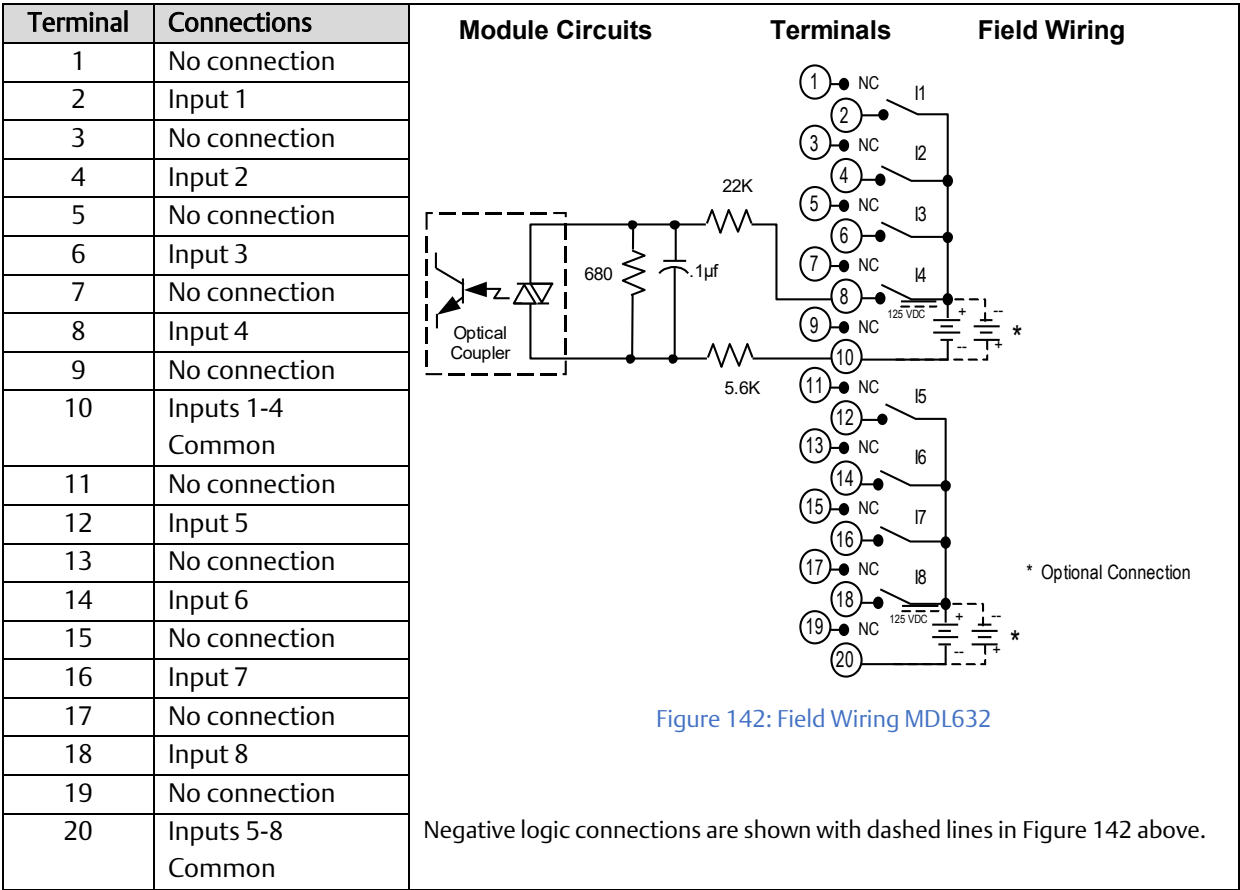 Terminal Connections
1 No connection
2 Input 1
3 No connection
4 Input 2
5 No connection
6 Input 3
7 No connection
8 Input 4
9 No connection
10 Inputs 1-4
Common
11 No connection
12 Input 5
13 No connection
14 Input 6
15 No connection
16 Input 7
17 No connection
18 Input 8
19 No connection
20 Inputs 5-8
Common
Module Circuits Terminals Field Wiring
1 NC
I1
2
3 NC
I2
4
22K
5 NC
I3
6
7 NC
I4
680
.1µf
8
125 VDC + --
9 NC
*
Optical
Coupler
-- +
10
5.6K
11 NC
I5
12
13 NC
I6
14
15 NC
I7
16
17 NC
I8
* Optional Connection
18
125 VDC + --
19 NC
*
-- +
20
Figure 142: Field Wiring MDL632
Negative logic connections are shown with dashed lines in Figure 142 above.